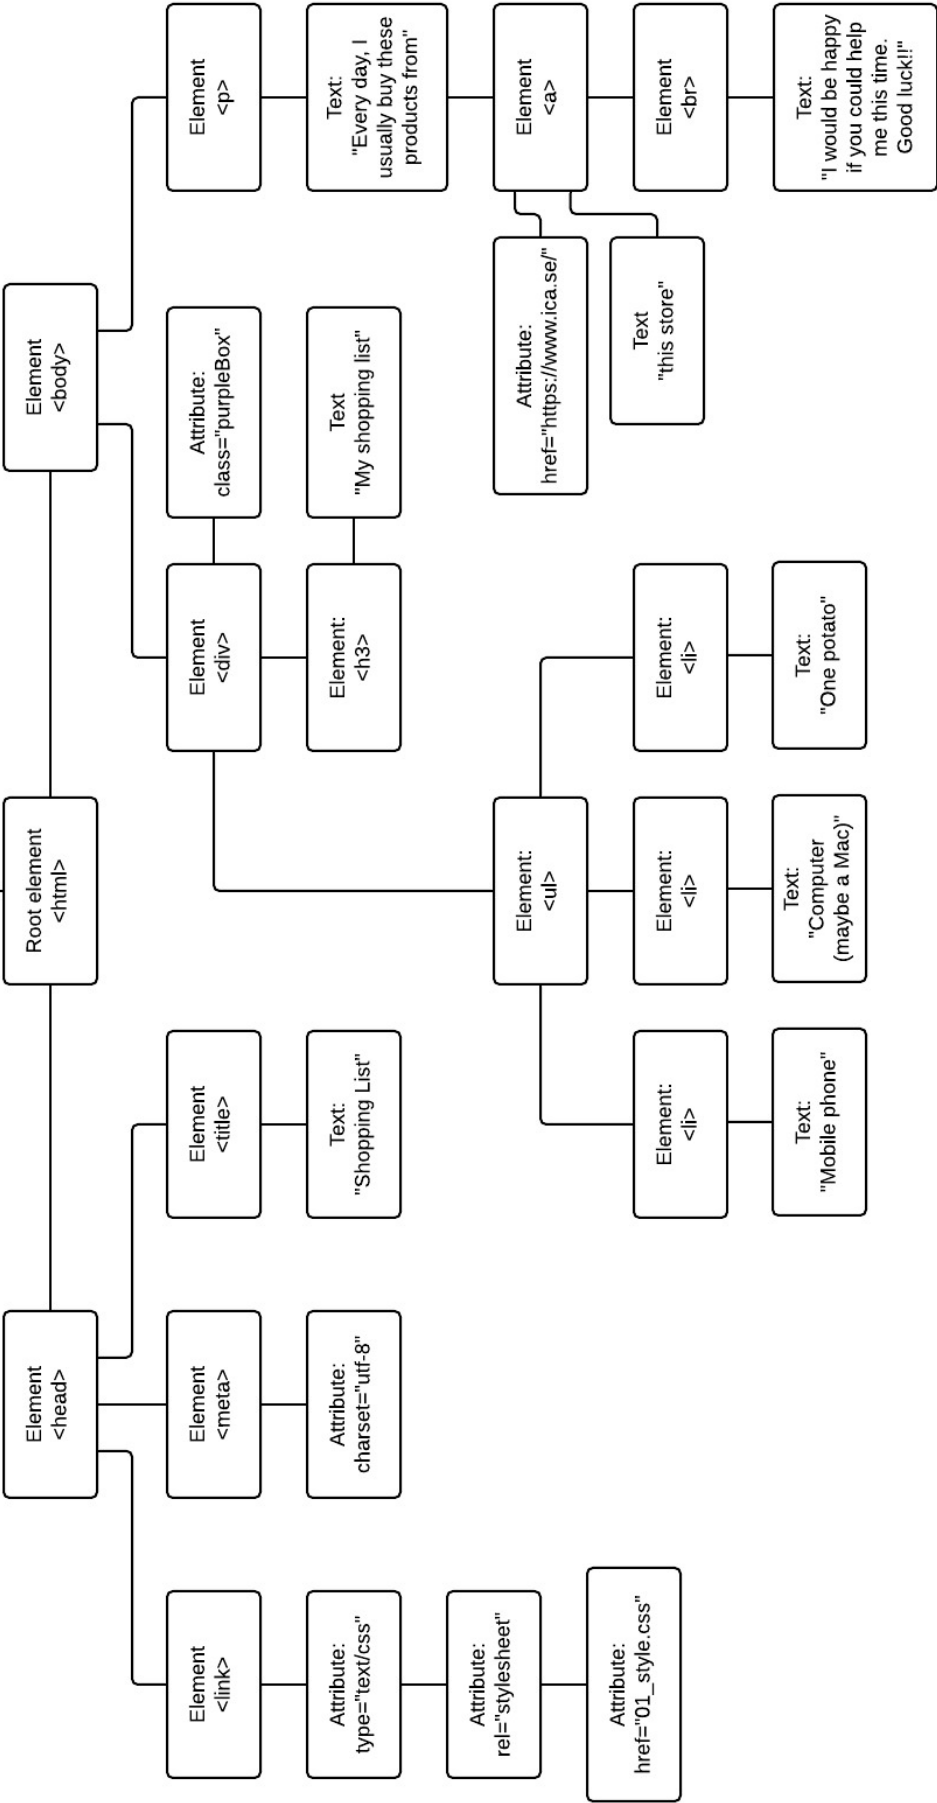 Root element
<html>
Element
<head>
Element
<body>
Element
<link>
Element
<meta>
Element
<title>
Element
<div>
Attribute:
class="purpleBox"
Element
<p>
Attribute:
type="text/css"
Attribute:
charset="utf-8"
Text:
"Shopping List"
Element:
<h3>
Text
"My shopping list"
Text:
"Every day, I
usually buy these
products from"
Attribute:
rel="stylesheet"
Element:
<ul>
Attribute:
href="https://www.ica.se/"
Element
<a>
Attribute:
href="01_style.css"
Text
"this store"
Element:
<li>
Element:
<li>
Element:
<li>
Element
<br>
Text:
"Mobile phone"
Text:
"Computer
(maybe a Mac)"
Text:
"One potato"
Text:
"I would be happy
if you could help
me this time.
Good luck!!"